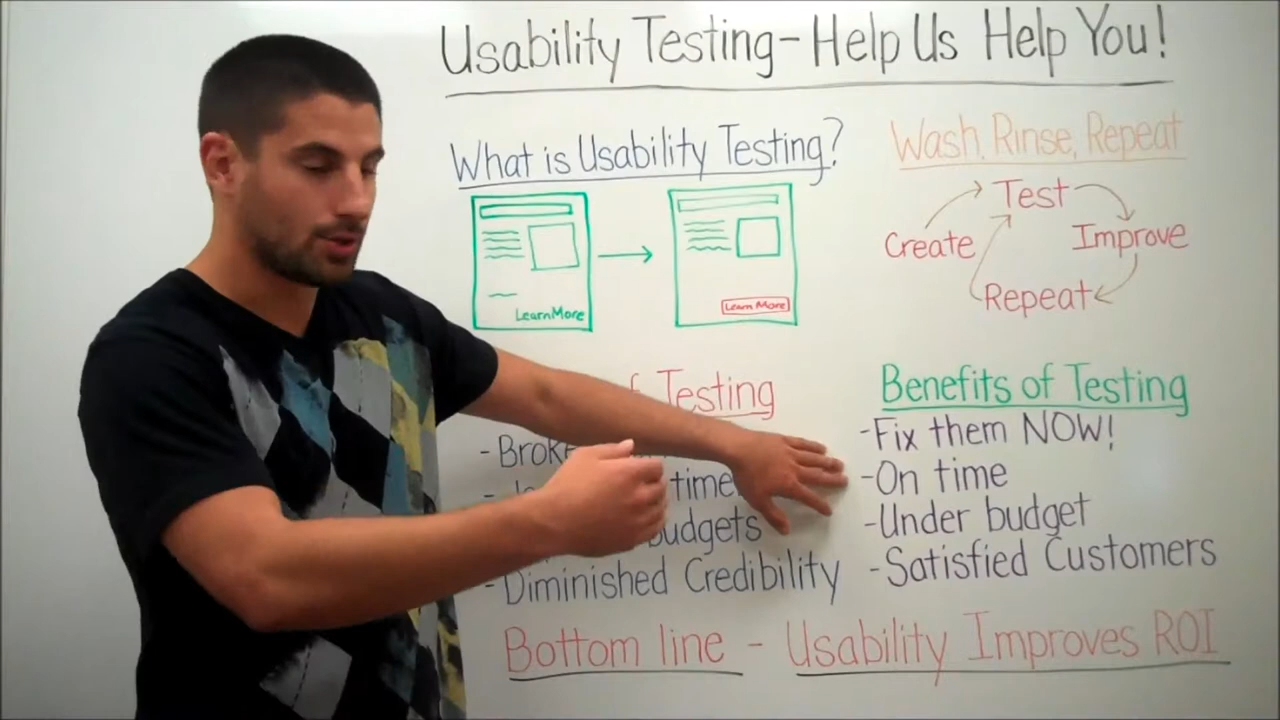 Usability Testing - Help Us Help You!
What is Usability Testing?
Learn More
Learn More
Wash, Rinse, Repeat
Test
Create
Improve
Repeat
Testing
time
budgets
- Diminished Credibility
Benefits of Testing
- Fix them NOW!
- On time
- Under budget
- Satisfied Customers
Bottom line - Usability Improves ROI